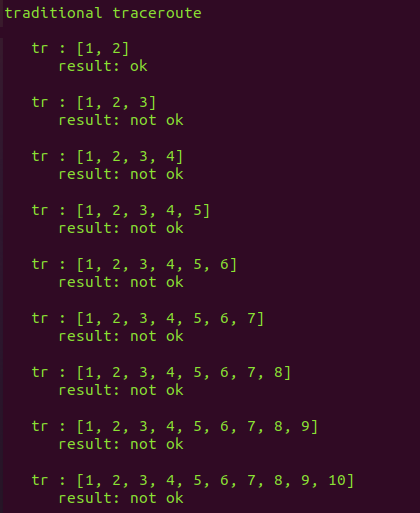 traditional traceroute
tr : [1, 2]
result: ok
tr : [1, 2, 3]
result: not ok
tr : [1, 2, 3, 4]
result: not ok
tr : [1, 2, 3, 4, 5]
result: not ok
tr : [1, 2, 3, 4, 5, 6]
result: not ok
tr : [1, 2, 3, 4, 5, 6, 7]
result: not ok
tr : [1, 2, 3, 4, 5, 6, 7, 8]
result: not ok
tr : [1, 2, 3, 4, 5, 6, 7, 8, 9]
result: not ok
tr : [1, 2, 3, 4, 5, 6, 7, 8, 9, 10]
result: not ok